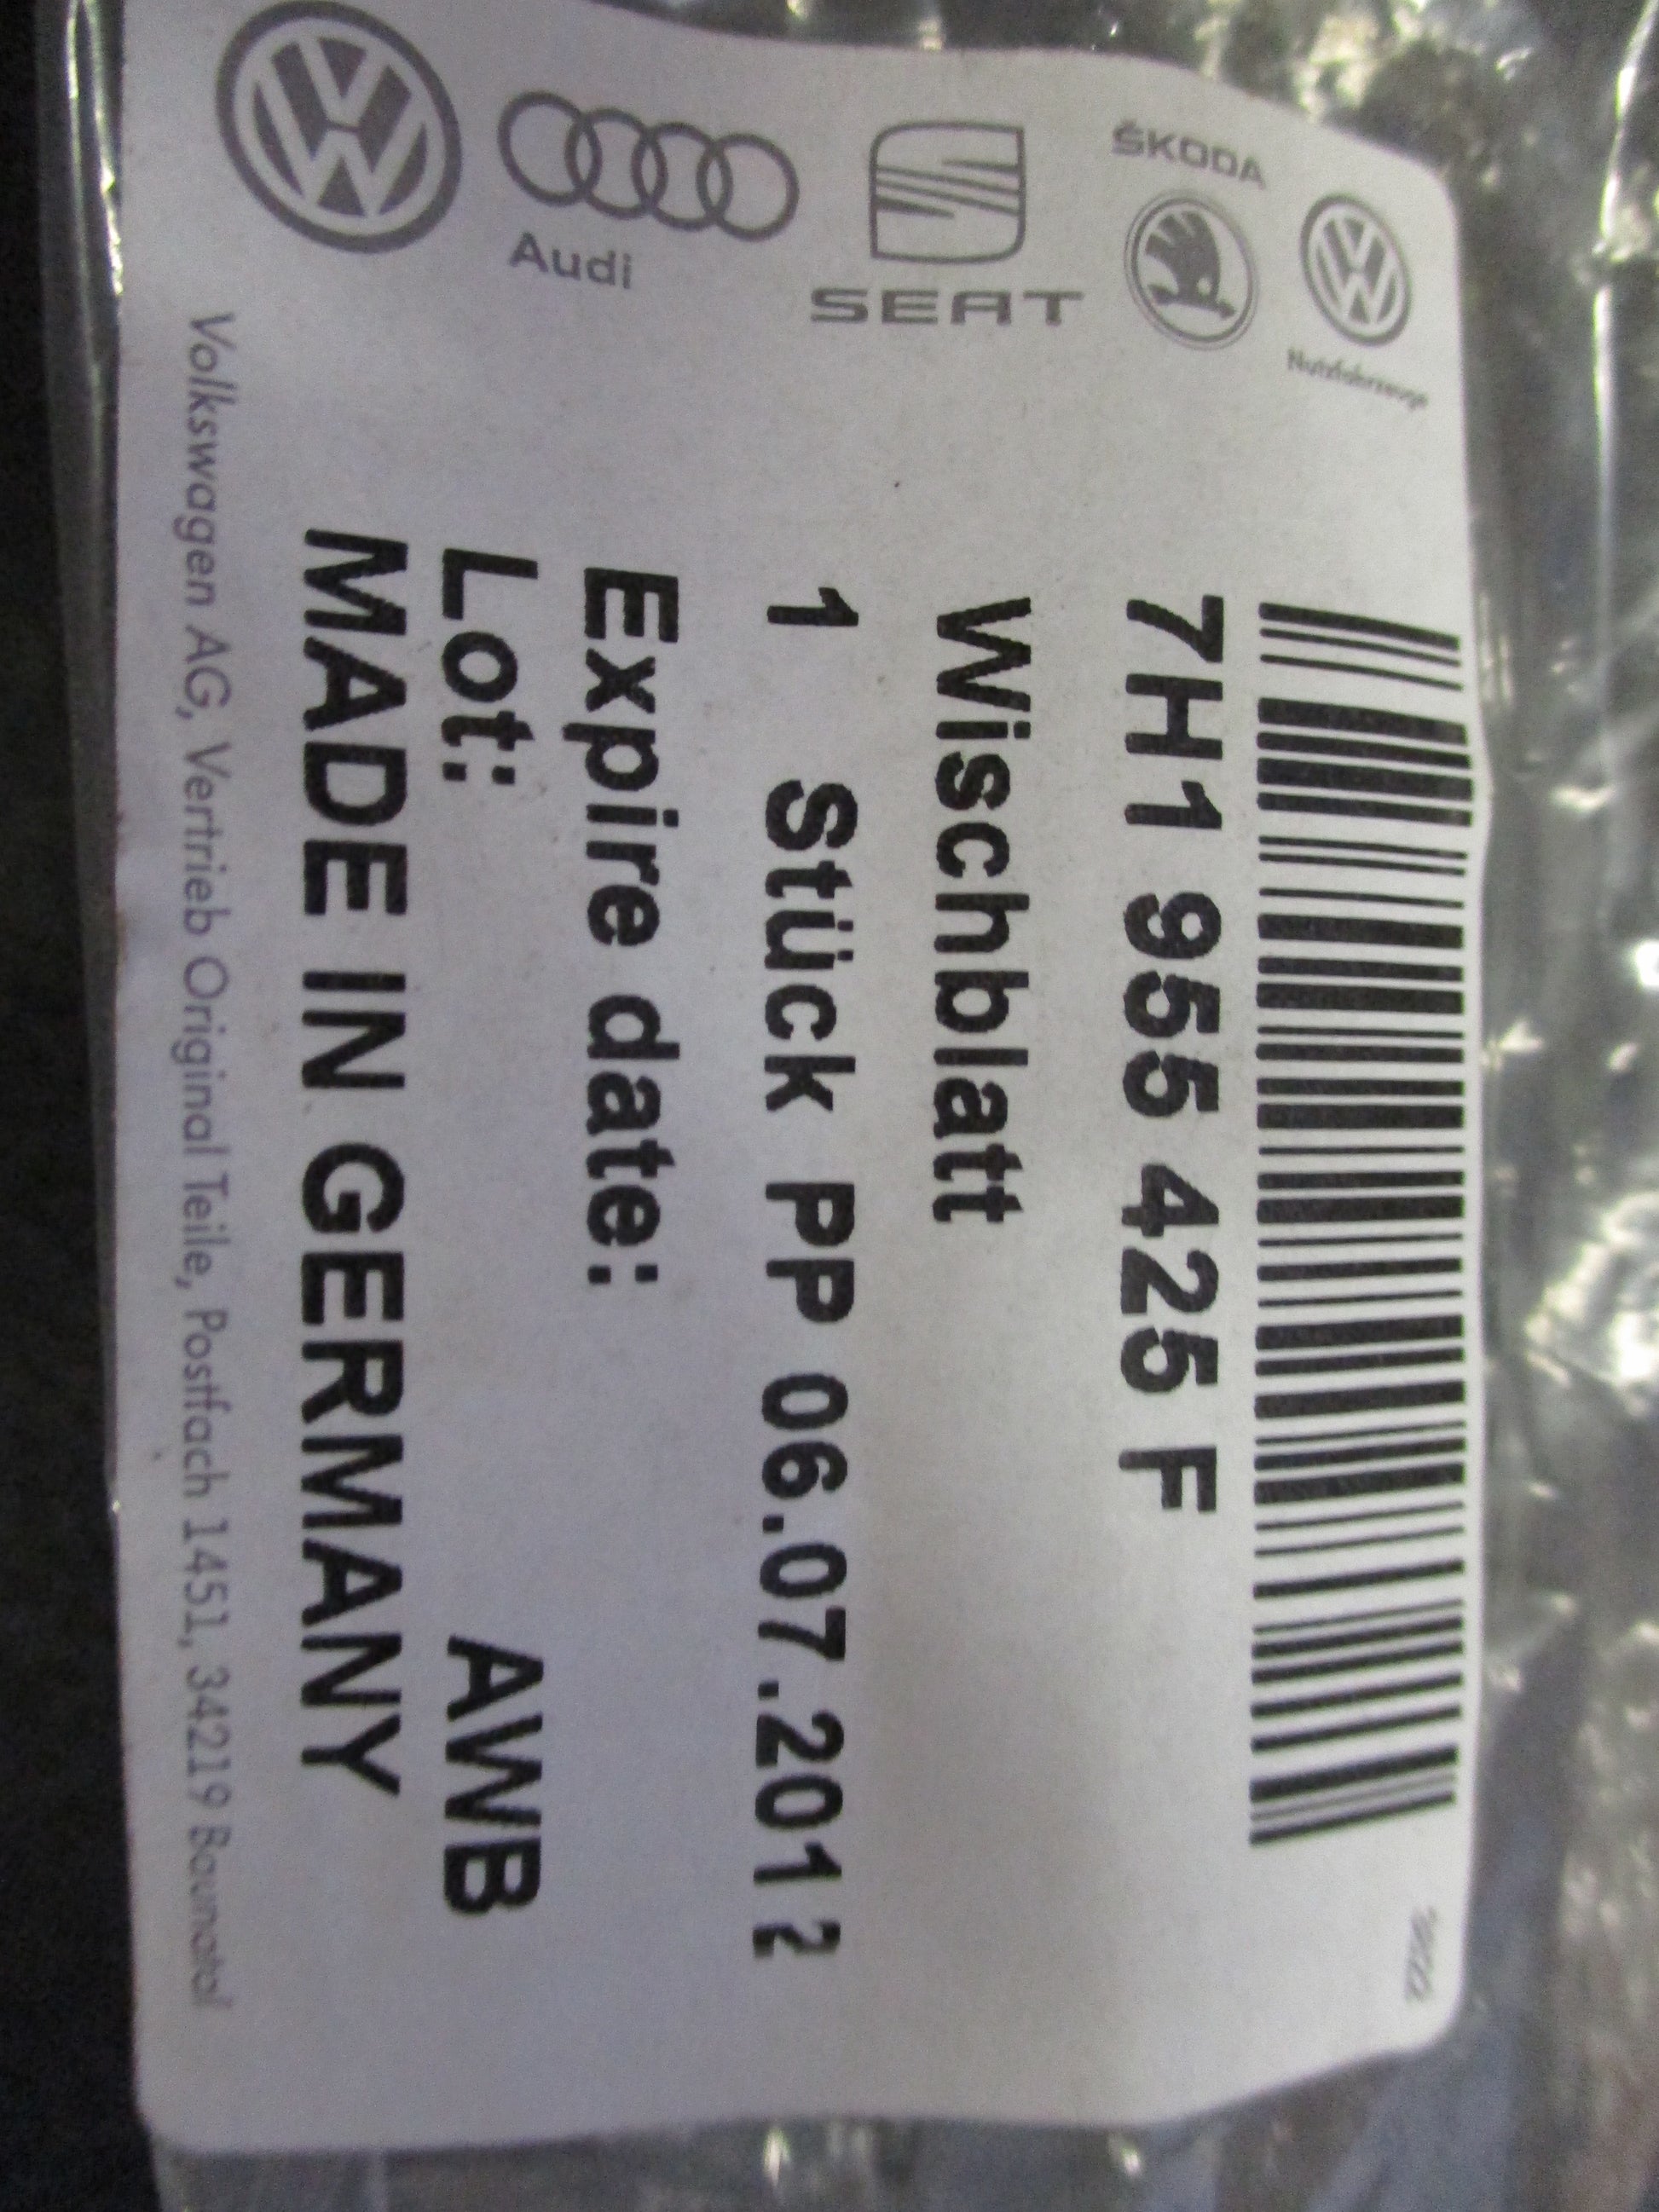 7H1 955 425 F
Wischblatt
1 Stück PP 06.07.2012
Expire date:
Lot: AWB
MADE IN GERMANY
Volkswagen AG, Vertrieb Original Teile, Postfach 1451, 34219 Baunatal
Audi
SEAT
ŠKODA
Nutzfahrzeuge